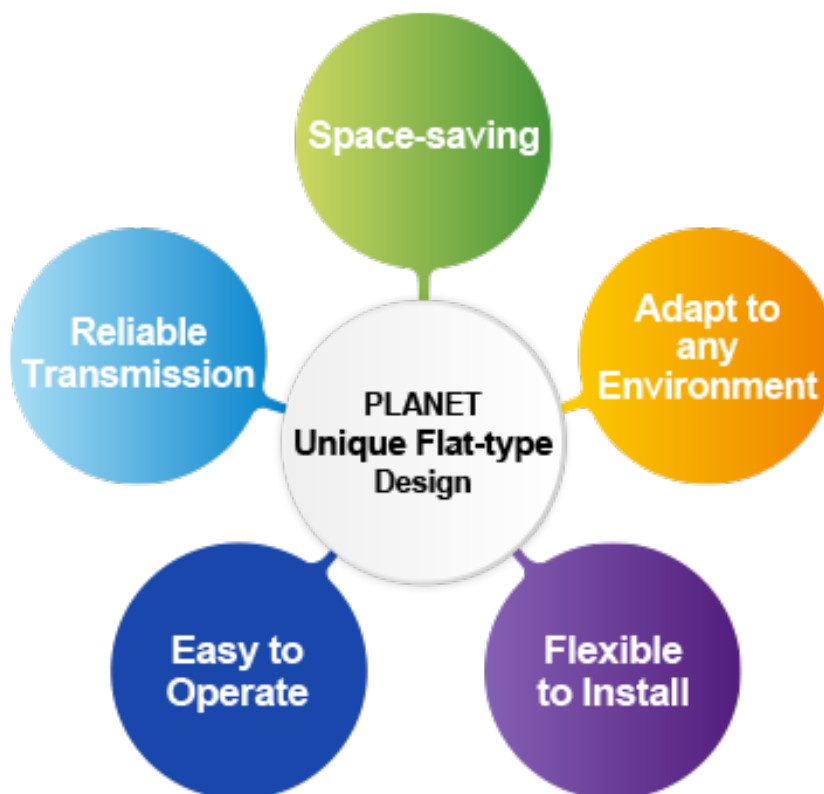 Space-saving
Reliable
Transmission
Adapt to
any
Environment
PLANET
Unique Flat-type
Design
Easy to
Operate
Flexible
to Install